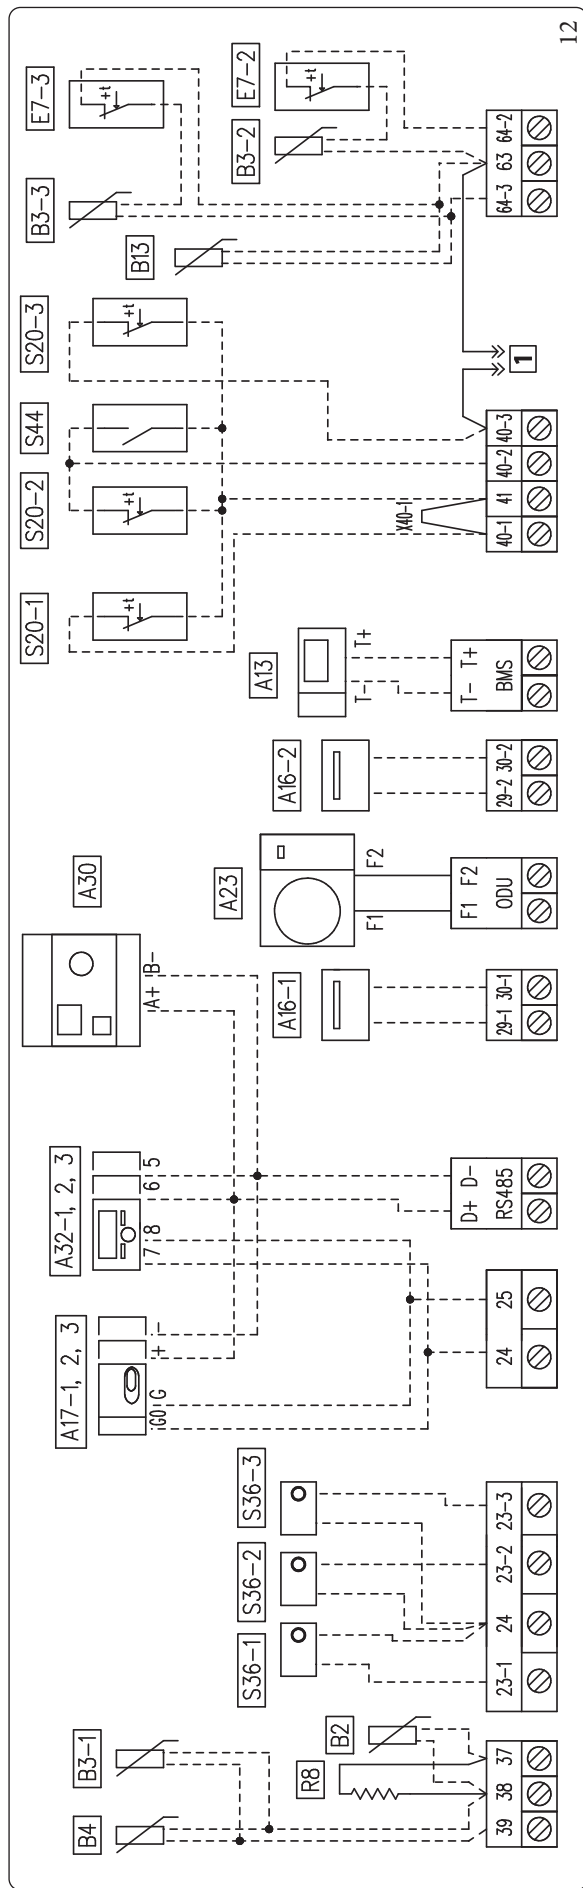 B4
B3-1
R8
B2
39 38 37
S36-1
S36-2
S36-3
23-1 24 23-2 23-3
A17-1, 2, 3
G0 G + -
A32-1, 2, 3
7 8 6 5
24 25
D+ D-
RS485
A30
A+ B-
A16-1
29-1 30-1
A23
F1 F2
F1 F2
ODU
A16-2
29-2 30-2
A13
T- T+
T- T+
BMS
S20-1
+t
S20-2
+t
S44
S20-3
+t
X40-1
40-1 41 40-2 40-3
1
B13
B3-3
E7-3
+t
B3-2
E7-2
+t
64-3 63 64-2
12